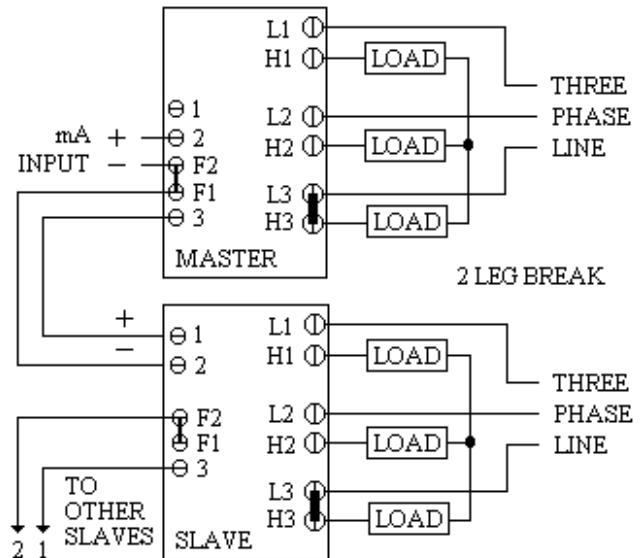 L1
H1 LOAD
THREE
1
L2 PHASE
mA + 2
H2 LOAD LINE
INPUT − F2
F1
L3
3
H3 LOAD
MASTER
2 LEG BREAK
+
L1
1
−
H1 LOAD
2
THREE
L2 PHASE
F2
H2 LOAD LINE
F1
3
L3
TO
OTHER
SLAVES
H3 LOAD
SLAVE
2 1